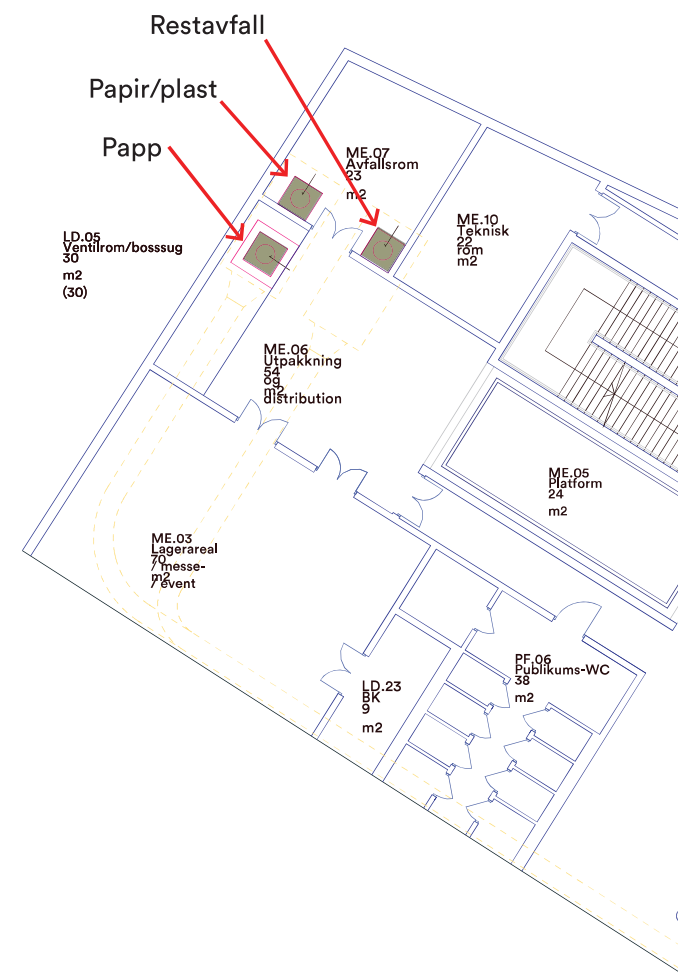 Restavfall
Papir/plast
Papp
ME.07
Avfallsrom
23
m2
ME.10
Teknisk
22
rom
m2
LD.05
Ventilrom/bosssug
30
m2
(30)
ME.06
Utpakkning
54
og
m2
distribution
ME.05
Platform
24
m2
ME.03
Lagerareal
70
/ messe-
m2
/ event
PF.06
Publikums-WC
38
m2
LD.23
BK
9
m2